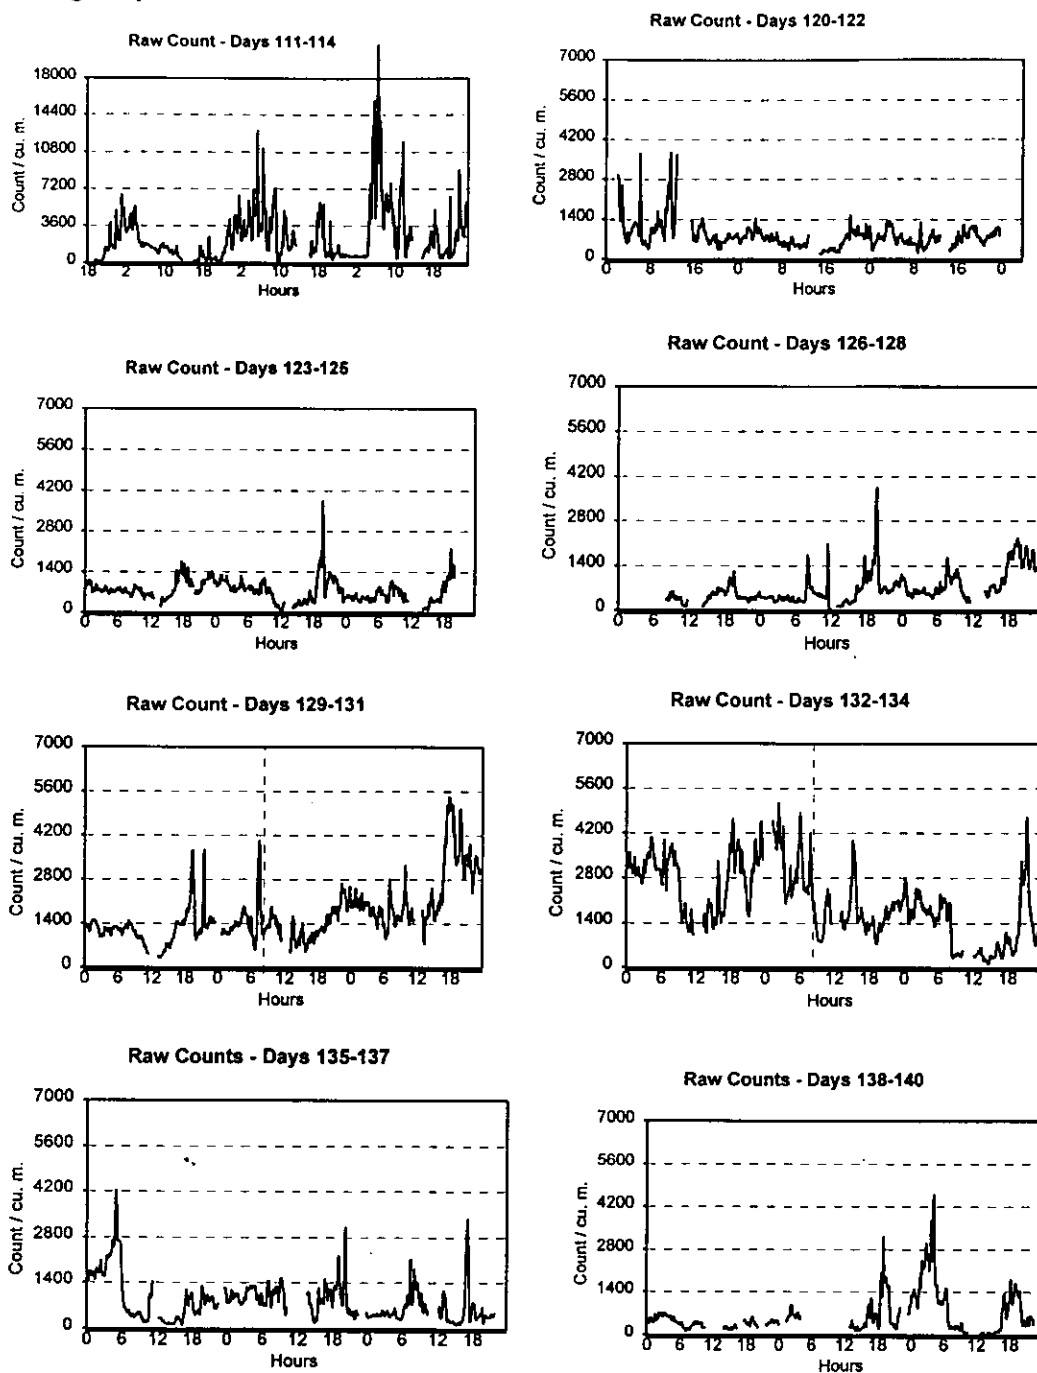 Raw Count - Days 111-114
18000
14400
10800
7200
3600
0
Count / cu. m.
18 2 10 18 2 10 18 2 10 18
Hours
Raw Count - Days 120-122
7000
5600
4200
2800
1400
0
Count / cu. m.
0 8 16 0 8 16 0 8 16 0
Hours
Raw Count - Days 123-125
7000
5600
4200
2800
1400
0
Count / cu. m.
0 6 12 18 0 6 12 18 0 6 12 18
Hours
Raw Count - Days 126-128
7000
5600
4200
2800
1400
0
Count / cu. m.
0 6 12 18 0 6 12 18 0 6 12 18
Hours
Raw Count - Days 129-131
7000
5600
4200
2800
1400
0
Count / cu. m.
0 6 12 18 0 6 12 18 0 6 12 18
Hours
Raw Count - Days 132-134
7000
5600
4200
2800
1400
0
Count / cu. m.
0 6 12 18 0 6 12 18 0 6 12 18
Hours
Raw Counts - Days 135-137
7000
5600
4200
2800
1400
0
Count / cu. m.
0 6 12 18 0 6 12 18 0 6 12 18
Hours
Raw Counts - Days 138-140
7000
5600
4200
2800
1400
0
Count / cu. m.
0 6 12 18 0 6 12 18 0 6 12 18
Hours